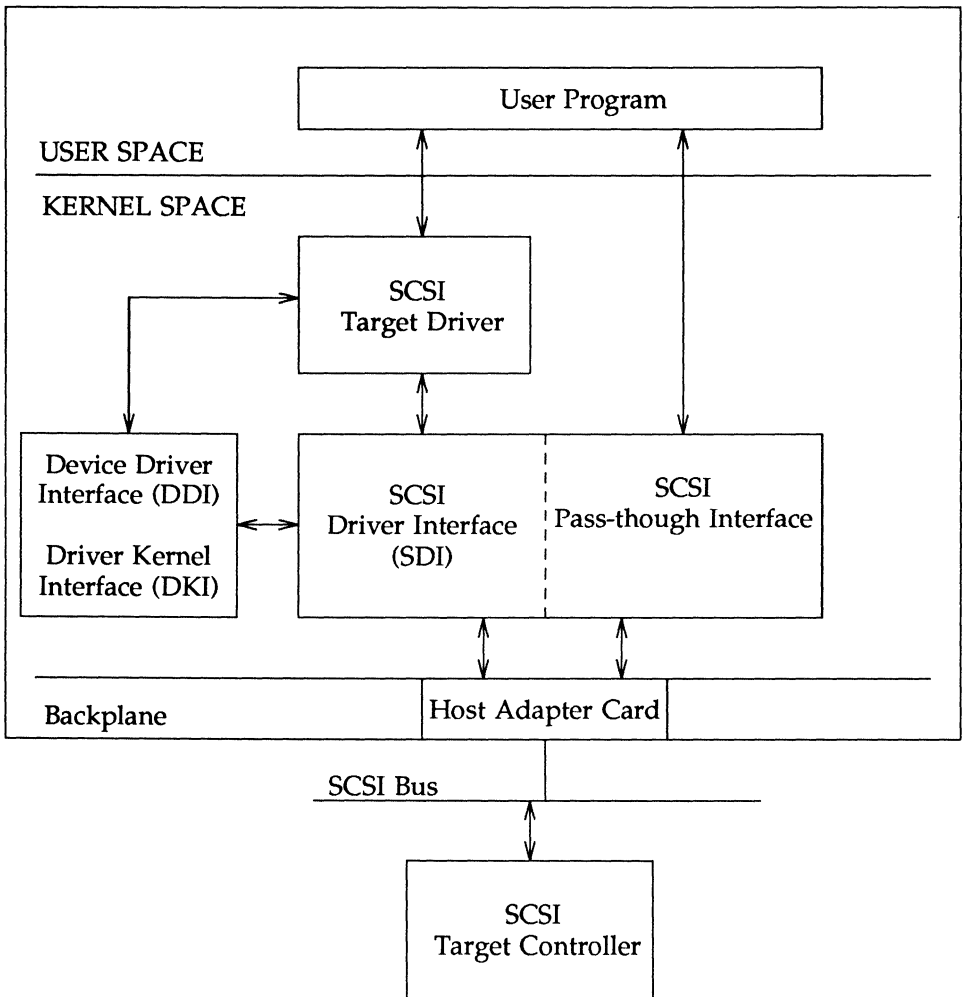 User Program
USER SPACE
KERNEL SPACE
SCSI
Target Driver
Device Driver
Interface (DDI)
Driver Kernel
Interface (DKI)
SCSI
Driver Interface
(SDI)
SCSI
Pass-though Interface
Backplane
Host Adapter Card
SCSI Bus
SCSI
Target Controller